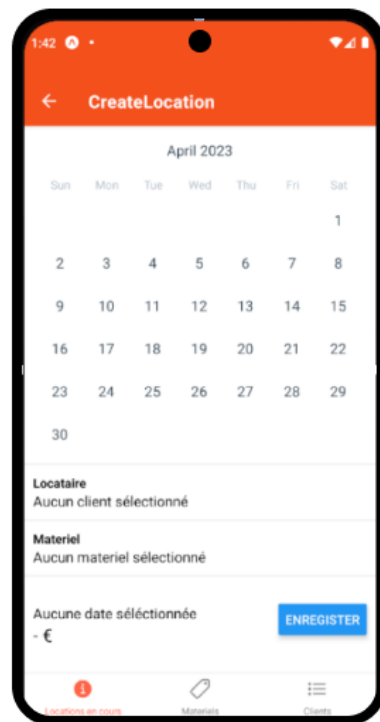 1:42
CreateLocation
April 2023
Sun Mon Tue Wed Thu Fri Sat
1
2 3 4 5 6 7 8
9 10 11 12 13 14 15
16 17 18 19 20 21 22
23 24 25 26 27 28 29
30
Locataire
Aucun client sélectionné
Materiel
Aucun materiel sélectionné
Aucune date séléctionnée
- €
ENREGISTER
Locations en cours Materiels Clients